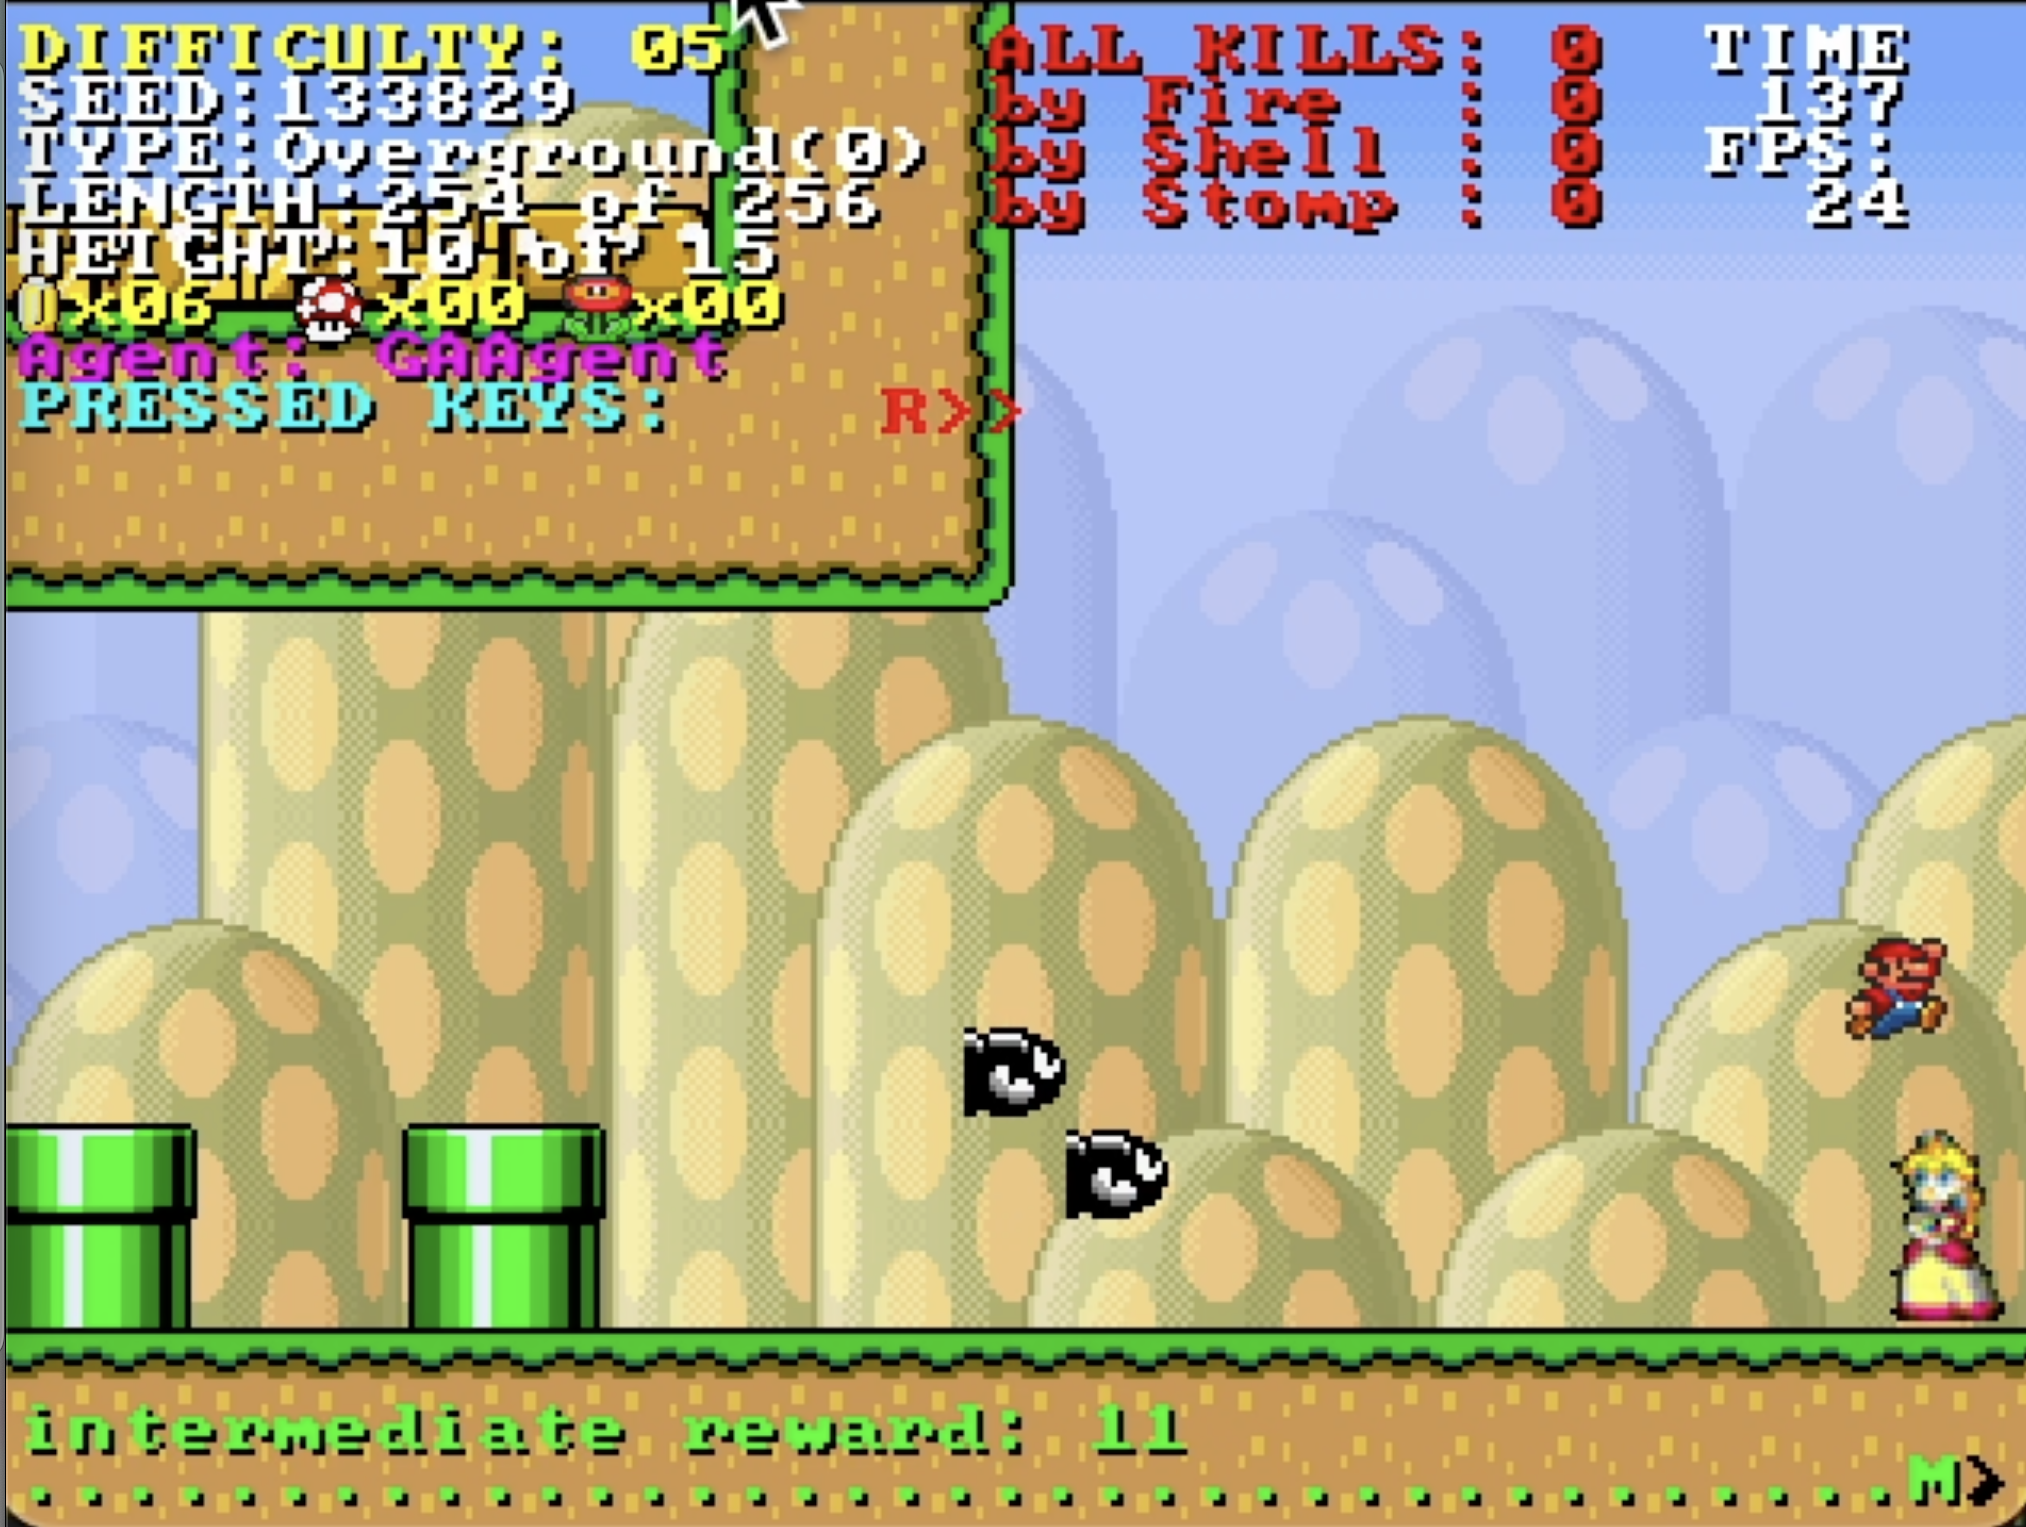 DIFFICULTY: 05
SEED:133829
TYPE:Overground(0)
LENGTH:254 of 256
HEIGHT:10 of 15
x06 x00 x00
Agent: GAAgent
PRESSED KEYS: R>>
ALL KILLS: 0
by Fire : 0
by Shell : 0
by Stomp : 0
TIME
137
FPS:
24
intermediate reward: 11
.....................................M>